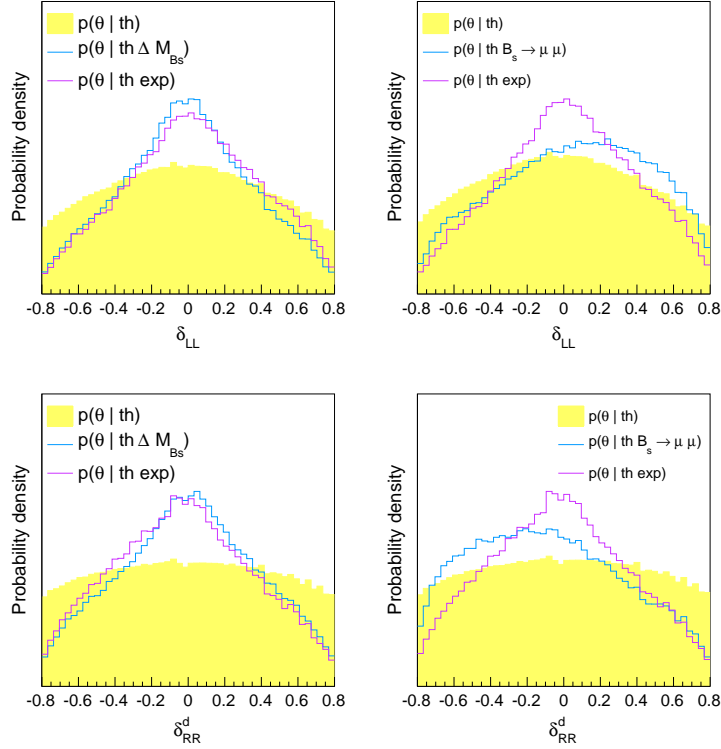 p(θ | th)
p(θ | th Δ M_Bs)
p(θ | th exp)
Probability density
-0.8 -0.6 -0.4 -0.2 0 0.2 0.4 0.6 0.8
δ_LL
p(θ | th)
p(θ | th B_s → μ μ)
p(θ | th exp)
Probability density
-0.8 -0.6 -0.4 -0.2 0 0.2 0.4 0.6 0.8
δ_LL
p(θ | th)
p(θ | th Δ M_Bs)
p(θ | th exp)
Probability density
-0.8 -0.6 -0.4 -0.2 0 0.2 0.4 0.6 0.8
δ^d_RR
p(θ | th)
p(θ | th B_s → μ μ)
p(θ | th exp)
Probability density
-0.8 -0.6 -0.4 -0.2 0 0.2 0.4 0.6 0.8
δ^d_RR